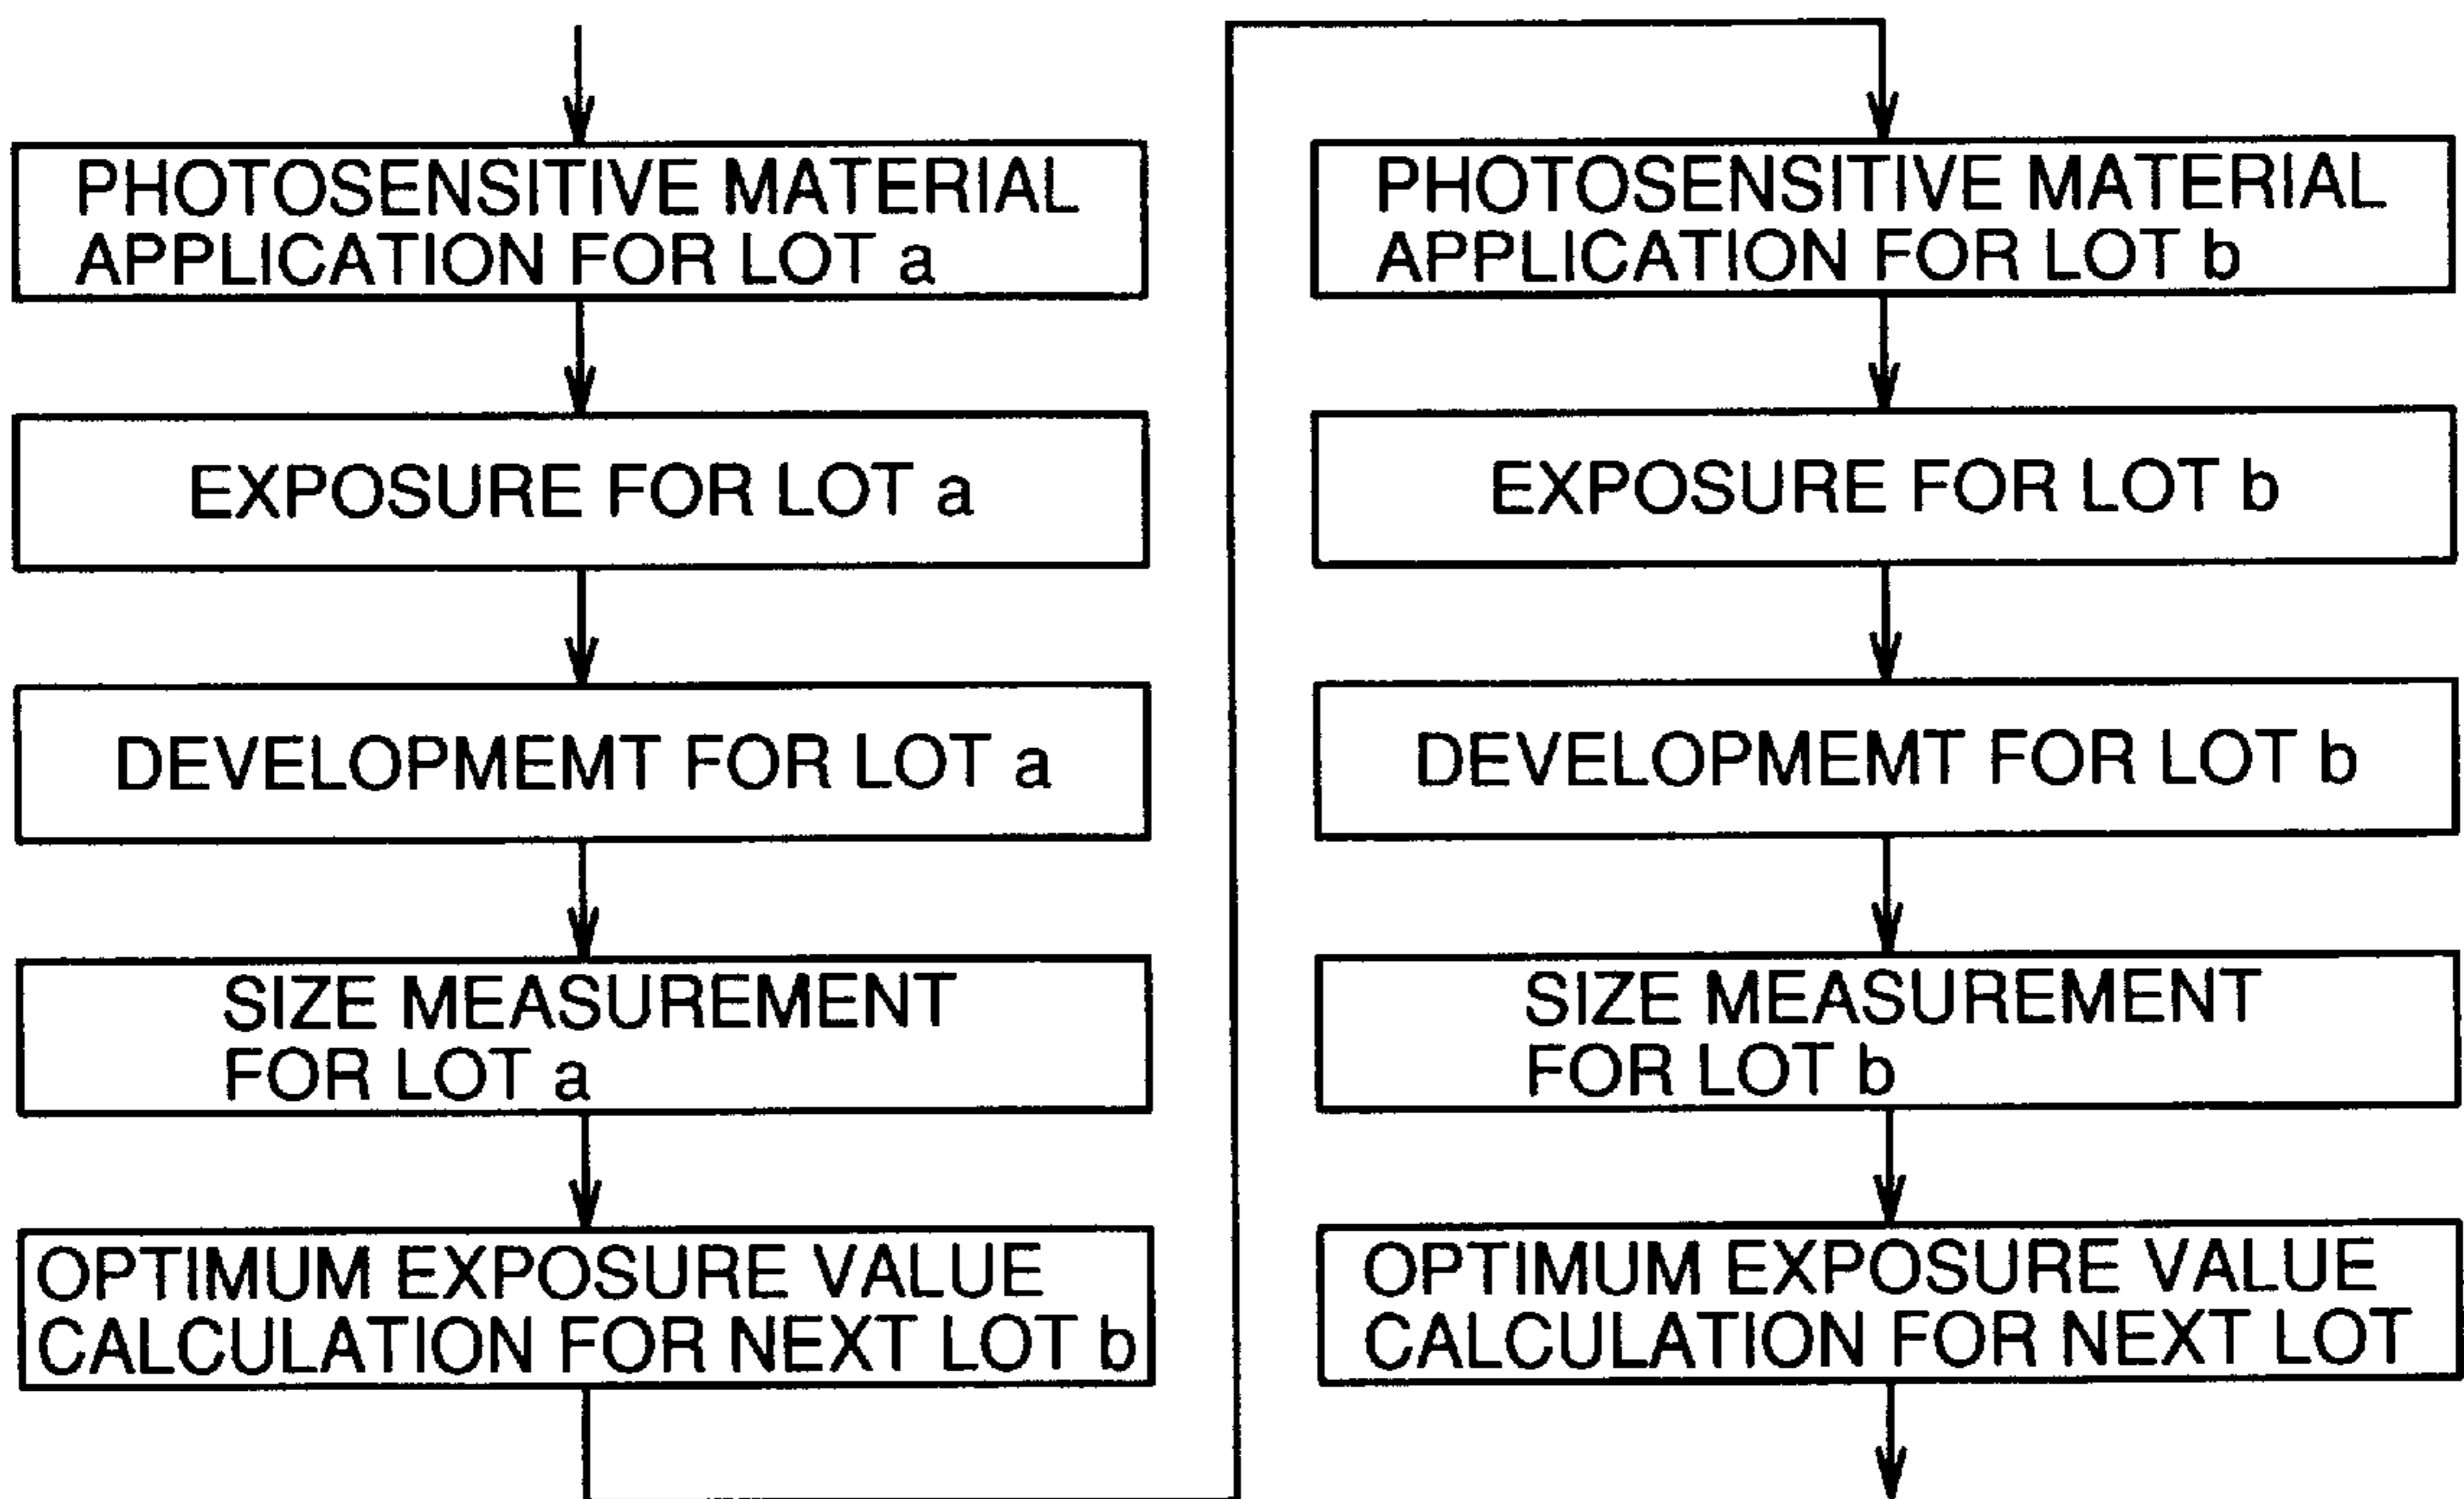 PHOTOSENSITIVE MATERIAL
APPLICATION FOR LOT a
EXPOSURE FOR LOT a
DEVELOPMEMT FOR LOT a
SIZE MEASUREMENT
FOR LOT a
OPTIMUM EXPOSURE VALUE
CALCULATION FOR NEXT LOT b
PHOTOSENSITIVE MATERIAL
APPLICATION FOR LOT b
EXPOSURE FOR LOT b
DEVELOPMEMT FOR LOT b
SIZE MEASUREMENT
FOR LOT b
OPTIMUM EXPOSURE VALUE
CALCULATION FOR NEXT LOT